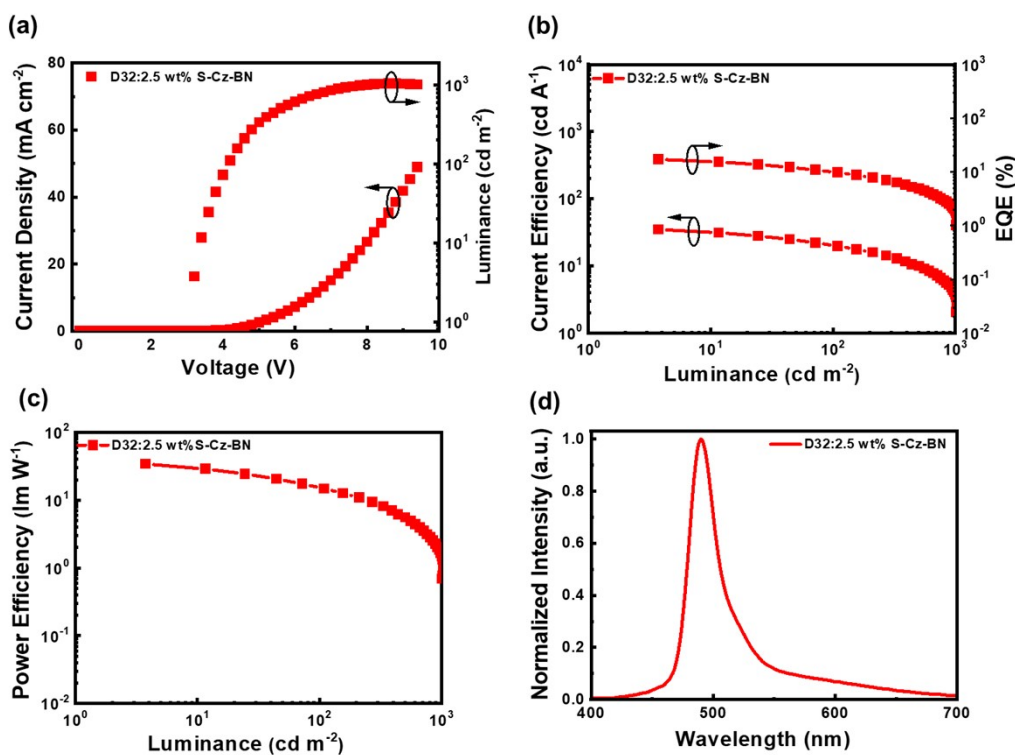 (a)
80
70
60
50
40
20
0
0
2
4
6
8
10
10³
10²
10¹
10⁰
Current Density (mA cm⁻²)
Luminance (cd m⁻²)
Voltage (V)
D32:2.5 wt% S-Cz-BN
(b)
10⁴
10³
10²
10¹
10⁰
10³
10²
10¹
10⁰
10⁻¹
10⁻²
10⁰
10¹
10²
10³
Current Efficiency (cd A⁻¹)
EQE (%)
Luminance (cd m⁻²)
D32:2.5 wt% S-Cz-BN
(c)
10²
10¹
10⁰
10⁻¹
10⁻²
10⁰
10¹
10²
10³
Power Efficiency (lm W⁻¹)
Luminance (cd m⁻²)
D32:2.5 wt%S-Cz-BN
(d)
1.0
0.8
0.6
0.4
0.2
0.0
400
500
600
700
Normalized Intensity (a.u.)
Wavelength (nm)
D32:2.5 wt% S-Cz-BN